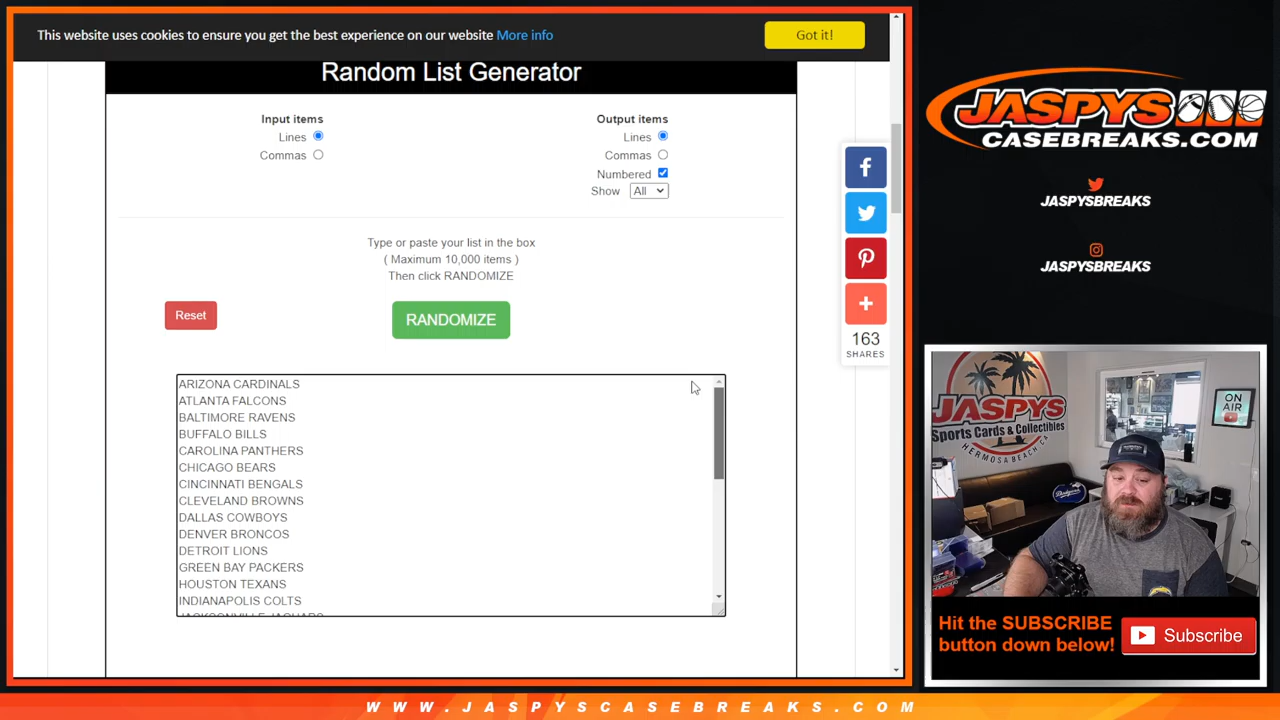 This website uses cookies to ensure you get the best experience on our website More info
Got it!
Random List Generator
Input items
Lines
Commas
Output items
Lines
Commas
Numbered
Show All
Type or paste your list in the box
( Maximum 10,000 items )
Then click RANDOMIZE
Reset
RANDOMIZE
ARIZONA CARDINALS
ATLANTA FALCONS
BALTIMORE RAVENS
BUFFALO BILLS
CAROLINA PANTHERS
CHICAGO BEARS
CINCINNATI BENGALS
CLEVELAND BROWNS
DALLAS COWBOYS
DENVER BRONCOS
DETROIT LIONS
GREEN BAY PACKERS
HOUSTON TEXANS
INDIANAPOLIS COLTS
JACKSONVILLE JAGUARS
163
SHARES
JASPYS
CASEBREAKS.COM
JASPYSBREAKS
JASPYSBREAKS
JASPYS
Sports Cards & Collectibles
HERMOSA BEACH CA
ON
AIR
Dodgers
Hit the SUBSCRIBE
button down below!
Subscribe
WWW.JASPYSCASEBREAKS.COM